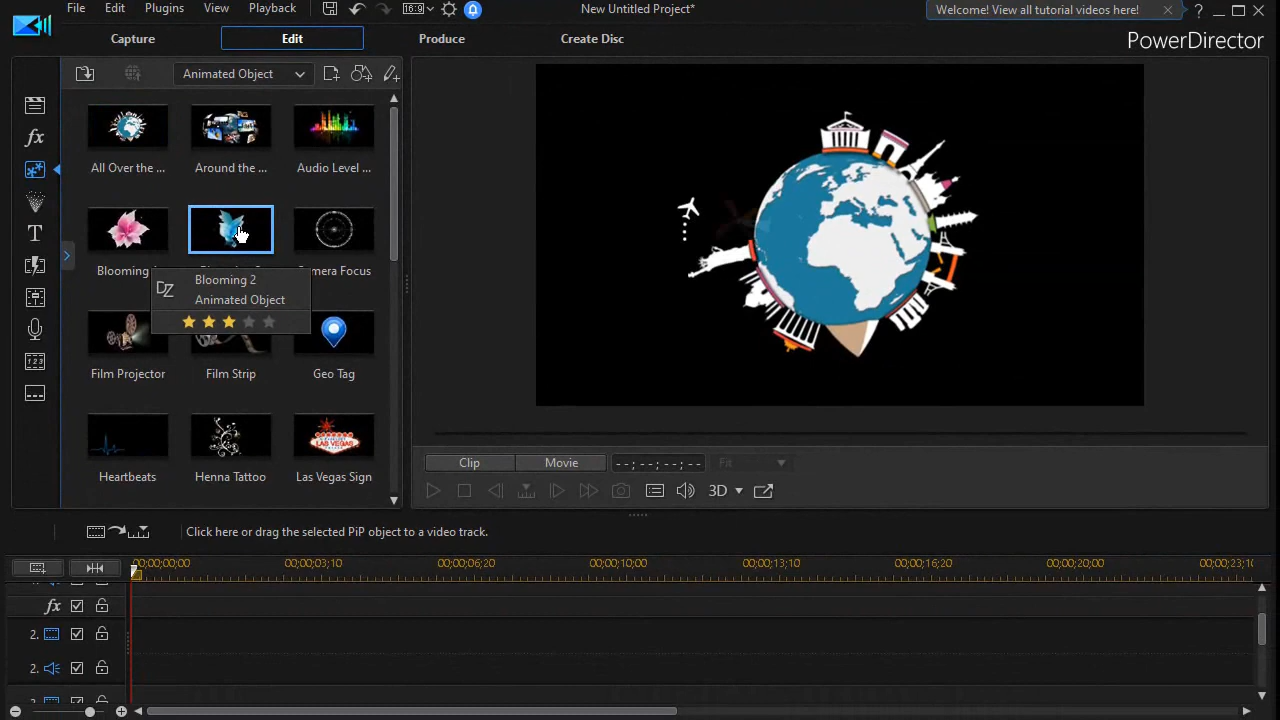 File Edit Plugins View Playback
16:9
New Untitled Project*
Welcome! View all tutorial videos here!
?
PowerDirector
Capture Edit Produce Create Disc
Animated Object
All Over the ... Around the ... Audio Level ...
Blooming
Camera Focus
Blooming 2
Animated Object
Film Projector Film Strip Geo Tag
LAS VEGAS
Heartbeats Henna Tattoo Las Vegas Sign
fx
T
Clip Movie --;--;--;-- Fit
3D
Click here or drag the selected PiP object to a video track.
00;00;00;00 00;00;03;10 00;00;06;20 00;00;10;00 00;00;13;10 00;00;16;20 00;00;20;00 00;00;23;10
fx
2.
2.